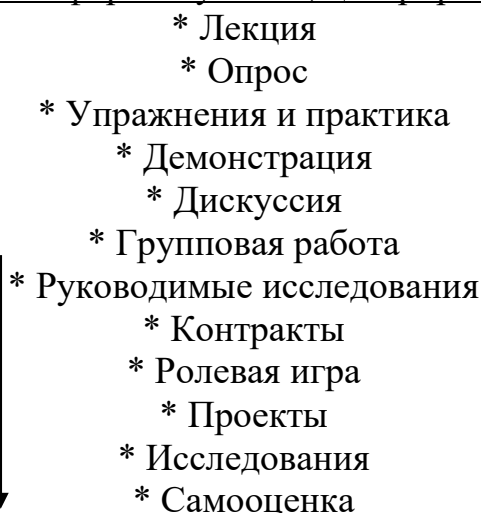 * Лекция
* Опрос
* Упражнения и практика
* Демонстрация
* Дискуссия
* Групповая работа
* Руководимые исследования
* Контракты
* Ролевая игра
* Проекты
* Исследования
* Самооценка